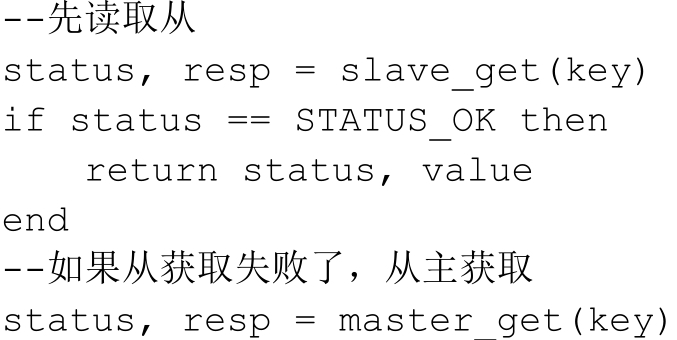 --先读取从
status, resp = slave_get(key)
if status == STATUS_OK then
    return status, value
end
--如果从获取失败了，从主获取
status, resp = master_get(key)